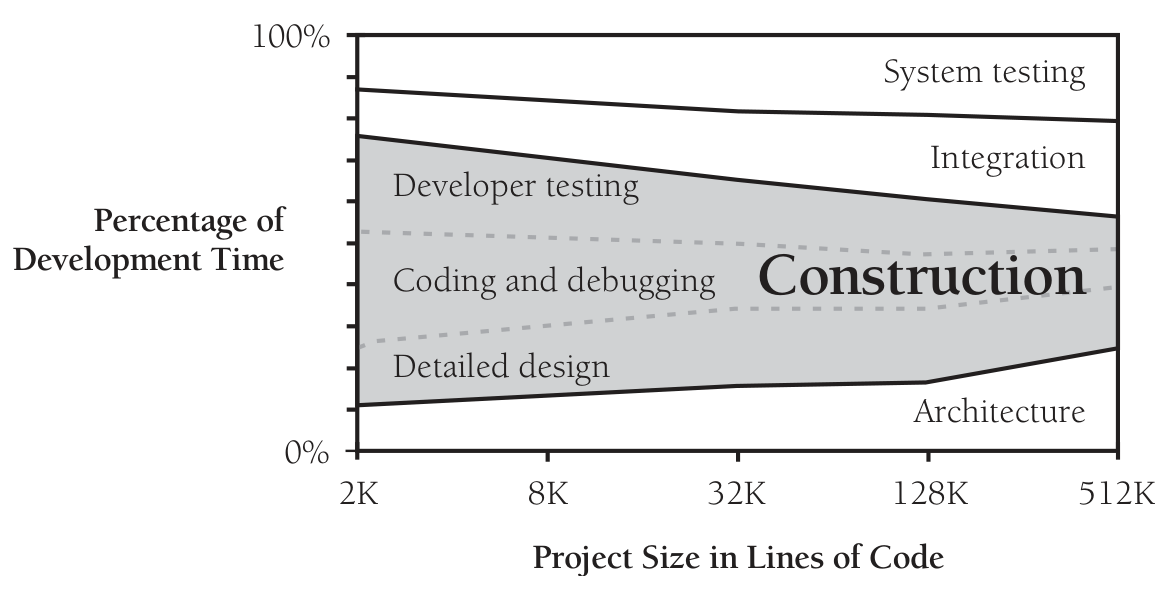 100%
System testing
Integration
Developer testing
Percentage of
Development Time
Coding and debugging
Construction
Detailed design
Architecture
0%
2K 8K 32K 128K 512K
Project Size in Lines of Code